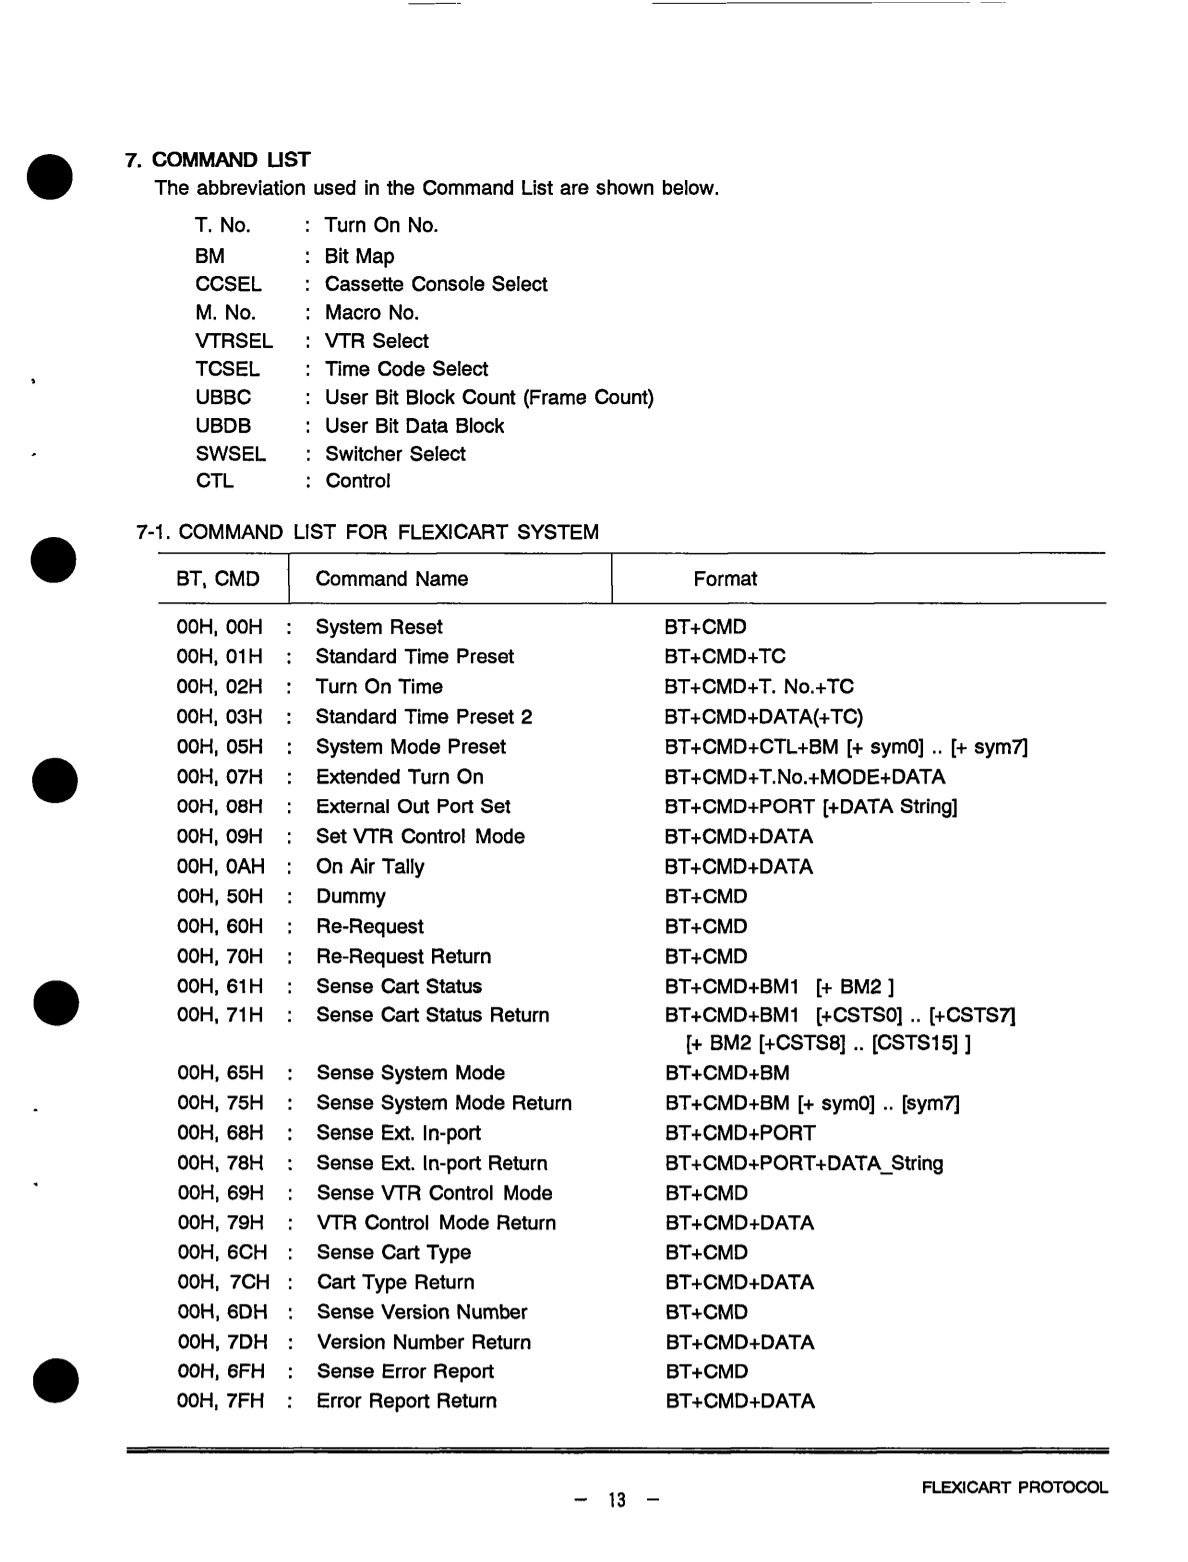 7. COMMAND LIST
The abbreviation used in the Command List are shown below.
T. No. : Turn On No.
BM : Bit Map
CCSEL : Cassette Console Select
M. No. : Macro No.
VTRSEL : VTR Select
TCSEL : Time Code Select
UBBC : User Bit Block Count (Frame Count)
UBDB : User Bit Data Block
SWSEL : Switcher Select
CTL : Control
7-1. COMMAND LIST FOR FLEXICART SYSTEM
BT, CMD Command Name Format
00H, 00H : System Reset BT+CMD
00H, 01H : Standard Time Preset BT+CMD+TC
00H, 02H : Turn On Time BT+CMD+T. No.+TC
00H, 03H : Standard Time Preset 2 BT+CMD+DATA(+TC)
00H, 05H : System Mode Preset BT+CMD+CTL+BM [+ sym0] .. [+ sym7]
00H, 07H : Extended Turn On BT+CMD+T.No.+MODE+DATA
00H, 08H : External Out Port Set BT+CMD+PORT [+DATA String]
00H, 09H : Set VTR Control Mode BT+CMD+DATA
00H, 0AH : On Air Tally BT+CMD+DATA
00H, 50H : Dummy BT+CMD
00H, 60H : Re-Request BT+CMD
00H, 70H : Re-Request Return BT+CMD
00H, 61H : Sense Cart Status BT+CMD+BM1 [+ BM2 ]
00H, 71H : Sense Cart Status Return BT+CMD+BM1 [+CSTS0] .. [+CSTS7]
[+ BM2 [+CSTS8] .. [CSTS15] ]
00H, 65H : Sense System Mode BT+CMD+BM
00H, 75H : Sense System Mode Return BT+CMD+BM [+ sym0] .. [sym7]
00H, 68H : Sense Ext. In-port BT+CMD+PORT
00H, 78H : Sense Ext. In-port Return BT+CMD+PORT+DATA_String
00H, 69H : Sense VTR Control Mode BT+CMD
00H, 79H : VTR Control Mode Return BT+CMD+DATA
00H, 6CH : Sense Cart Type BT+CMD
00H, 7CH : Cart Type Return BT+CMD+DATA
00H, 6DH : Sense Version Number BT+CMD
00H, 7DH : Version Number Return BT+CMD+DATA
00H, 6FH : Sense Error Report BT+CMD
00H, 7FH : Error Report Return BT+CMD+DATA
FLEXICART PROTOCOL
– 13 –